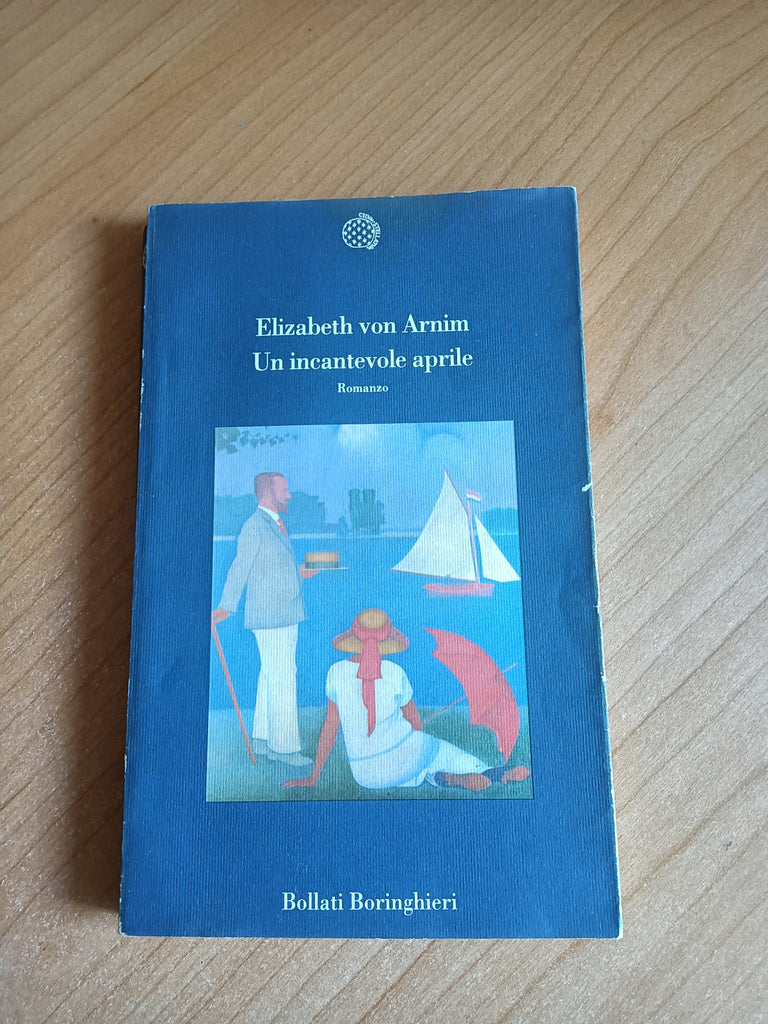 Elizabeth von Arnim
Un incantevole aprile
Romanzo
Bollati Boringhieri